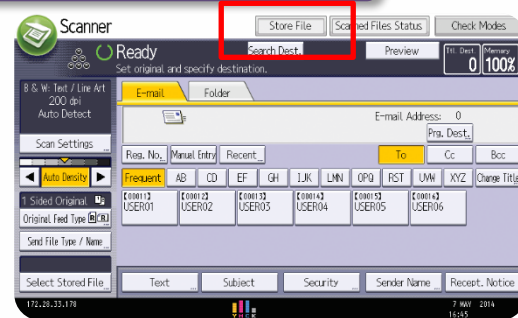 Scanner
Store File
Scanned Files Status
Check Modes
Ready
Search Dest.
Preview
Ttl. Dest.
0
Memory
100%
Set original and specify destination.
B & W: Text / Line Art
200 dpi
Auto Detect
Scan Settings
Auto Density
1 Sided Original
Original Feed Type
Send File Type / Name
Select Stored File
E-mail
Folder
E-mail Address: 0
Prg. Dest.
Reg. No.
Manual Entry
Recent
To
Cc
Bcc
Frequent
AB
CD
EF
GH
IJK
LMN
OPQ
RST
UVW
XYZ
Change Title
[00011]
USER01
[00012]
USER02
[00013]
USER03
[00014]
USER04
[00015]
USER05
[00016]
USER06
Text
Subject
Security
Sender Name
Recept. Notice
172.28.33.178
YMCK
7 MAY 2014
16:45